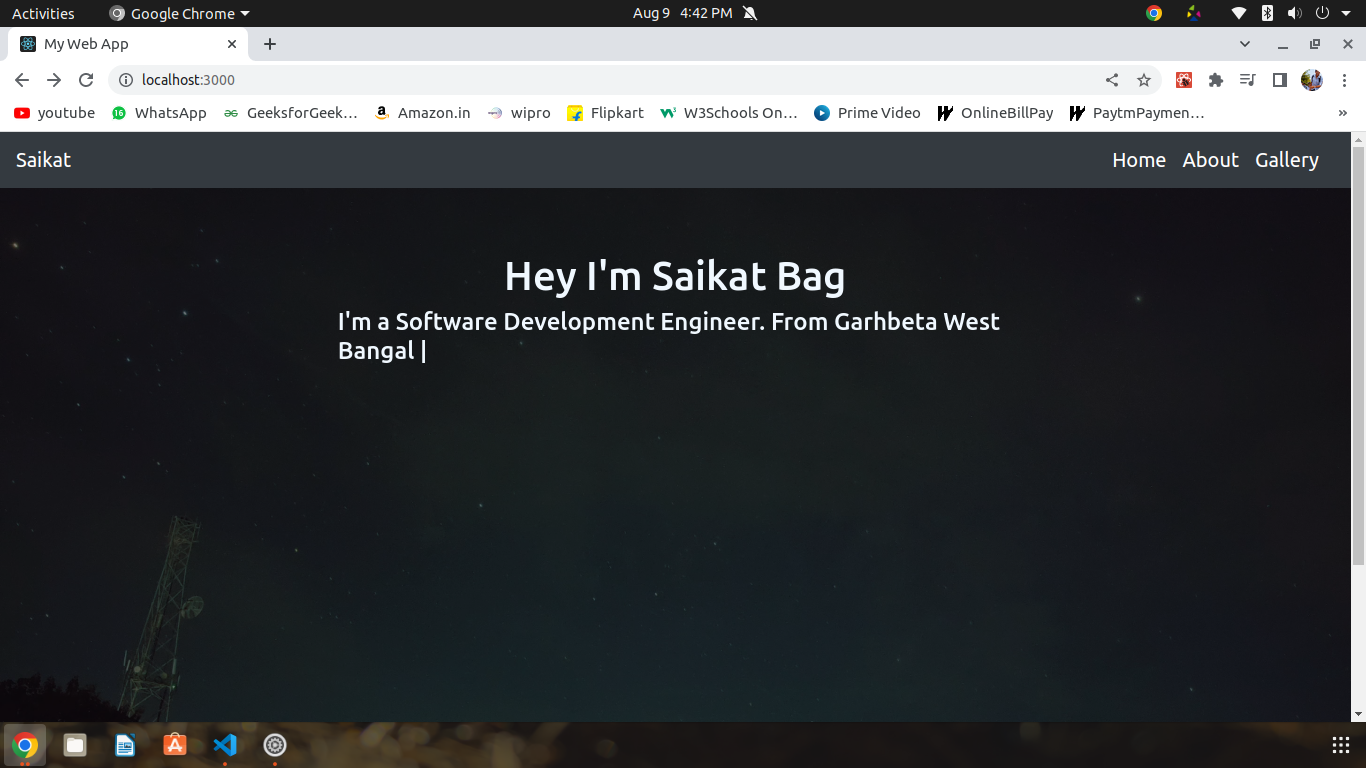 Activities Google Chrome Aug 9 4:42 PM
My Web App
localhost:3000
youtube WhatsApp GeeksforGeek… Amazon.in wipro Flipkart W3Schools On… Prime Video OnlineBillPay PaytmPaymen… »
Saikat Home About Gallery
Hey I'm Saikat Bag
I'm a Software Development Engineer. From Garhbeta West
Bangal |